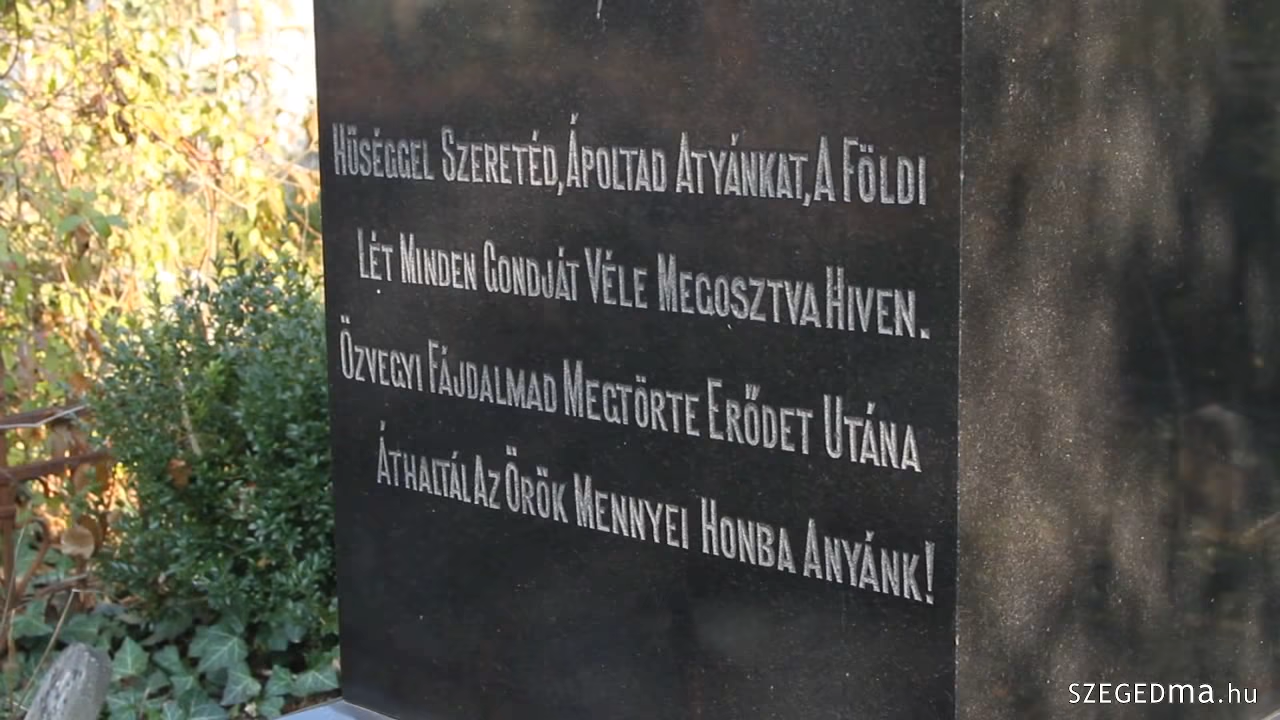 Hűséggel Szeretéd, Ápoltad Atyánkat, A Földi
Lét Minden Gondját Véle Megosztva Hiven.
Özvegyi Fájdalmad Megtörte Erődet Utána
Áthaltál Az Örök Mennyei Honba Anyánk!
SZEGEDma.hu